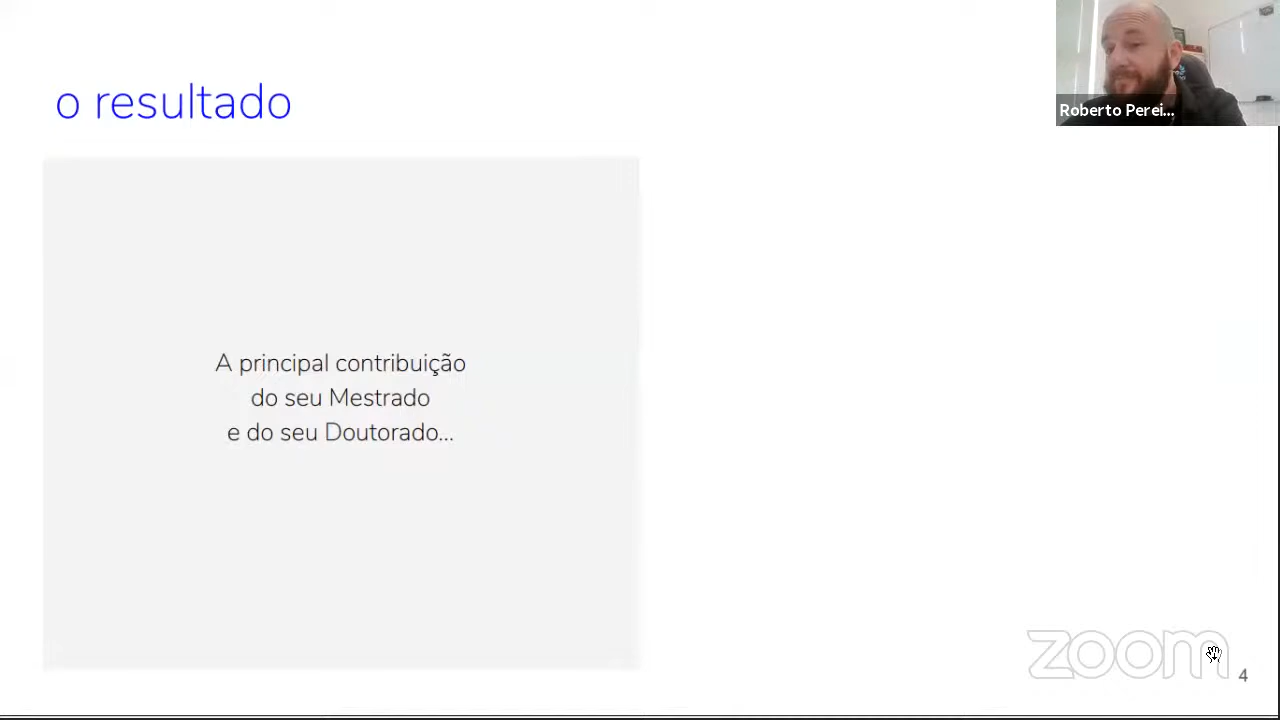 o resultado
Roberto Perei...
A principal contribuição
do seu Mestrado
e do seu Doutorado...
zoom
4